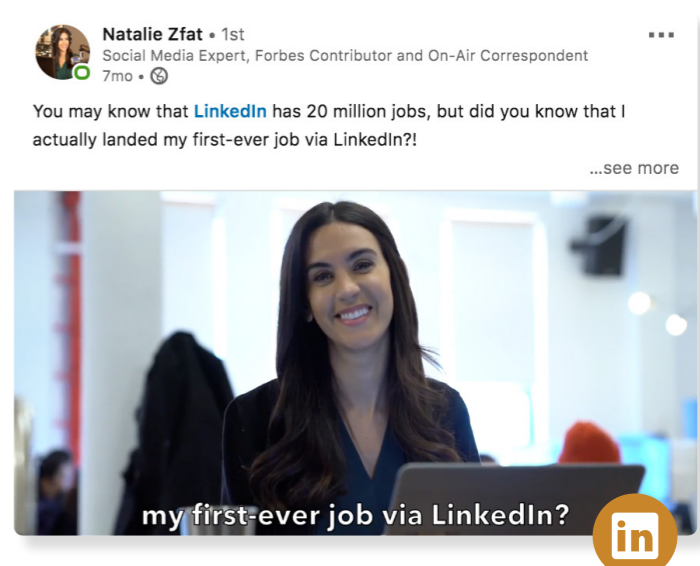 Natalie Zfat • 1st
Social Media Expert, Forbes Contributor and On-Air Correspondent
7mo •
You may know that LinkedIn has 20 million jobs, but did you know that I
actually landed my first-ever job via LinkedIn?!
...see more
my first-ever job via LinkedIn?
in